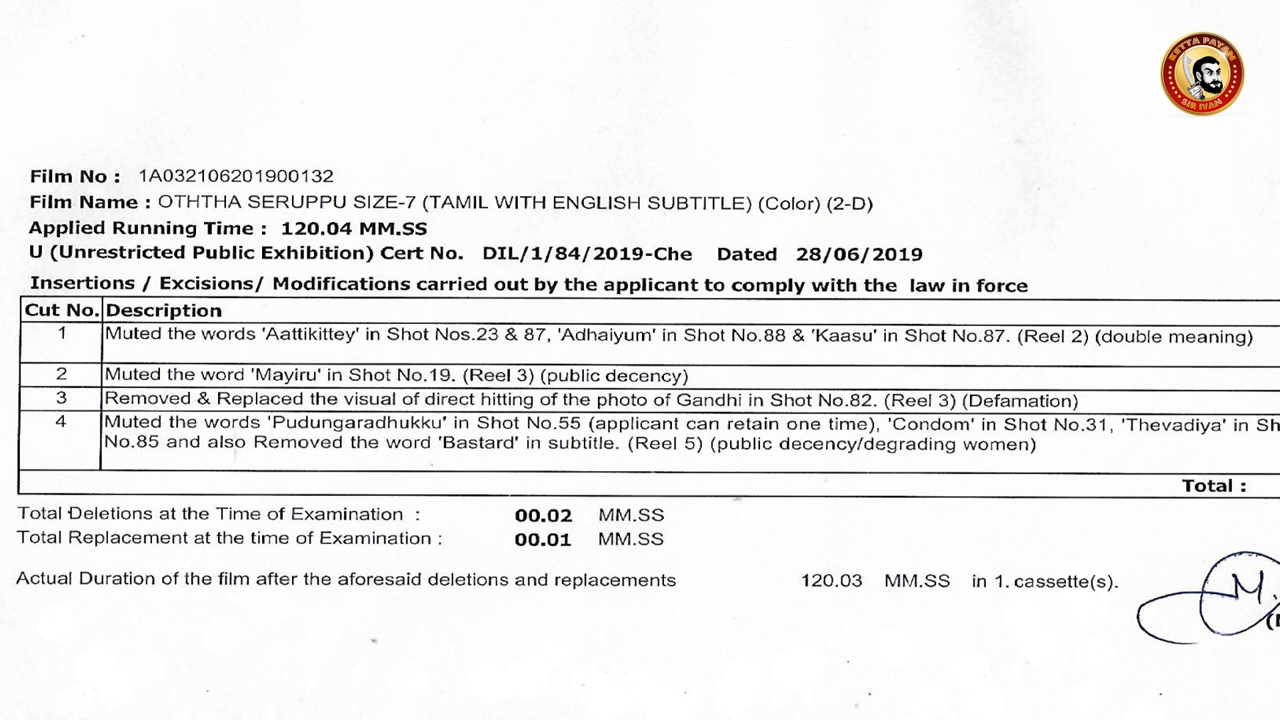 KETTA PAYAN
SIR IVAN
Film No : 1A032106201900132
Film Name : OTHTHA SERUPPU SIZE-7 (TAMIL WITH ENGLISH SUBTITLE) (Color) (2-D)
Applied Running Time : 120.04 MM.SS
U (Unrestricted Public Exhibition) Cert No. DIL/1/84/2019-Che Dated 28/06/2019
Insertions / Excisions/ Modifications carried out by the applicant to comply with the law in force
Cut No. Description
1 Muted the words 'Aattikittey' in Shot Nos.23 & 87, 'Adhaiyum' in Shot No.88 & 'Kaasu' in Shot No.87. (Reel 2) (double meaning)
2 Muted the word 'Mayiru' in Shot No.19. (Reel 3) (public decency)
3 Removed & Replaced the visual of direct hitting of the photo of Gandhi in Shot No.82. (Reel 3) (Defamation)
4 Muted the words 'Pudungaradhukku' in Shot No.55 (applicant can retain one time), 'Condom' in Shot No.31, 'Thevadiya' in Sh
No.85 and also Removed the word 'Bastard' in subtitle. (Reel 5) (public decency/degrading women)
Total :
Total Deletions at the Time of Examination : 00.02 MM.SS
Total Replacement at the time of Examination : 00.01 MM.SS
Actual Duration of the film after the aforesaid deletions and replacements 120.03 MM.SS in 1. cassette(s).
M.